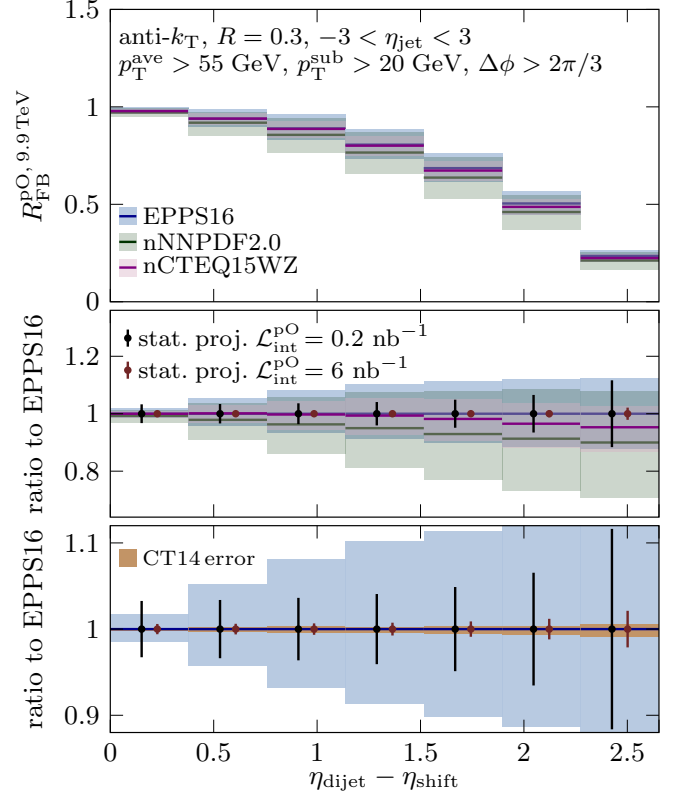 anti-k_T, R = 0.3, −3 < η_jet < 3
p_T^ave > 55 GeV, p_T^sub > 20 GeV, Δϕ > 2π/3
R_FB^pO, 9.9 TeV
1.5
1
0.5
0
EPPS16
nNNPDF2.0
nCTEQ15WZ
ratio to EPPS16
1.2
1
0.8
stat. proj. ℒ_int^pO = 0.2 nb^−1
stat. proj. ℒ_int^pO = 6 nb^−1
ratio to EPPS16
1.1
1
0.9
CT14 error
0 0.5 1 1.5 2 2.5
η_dijet − η_shift